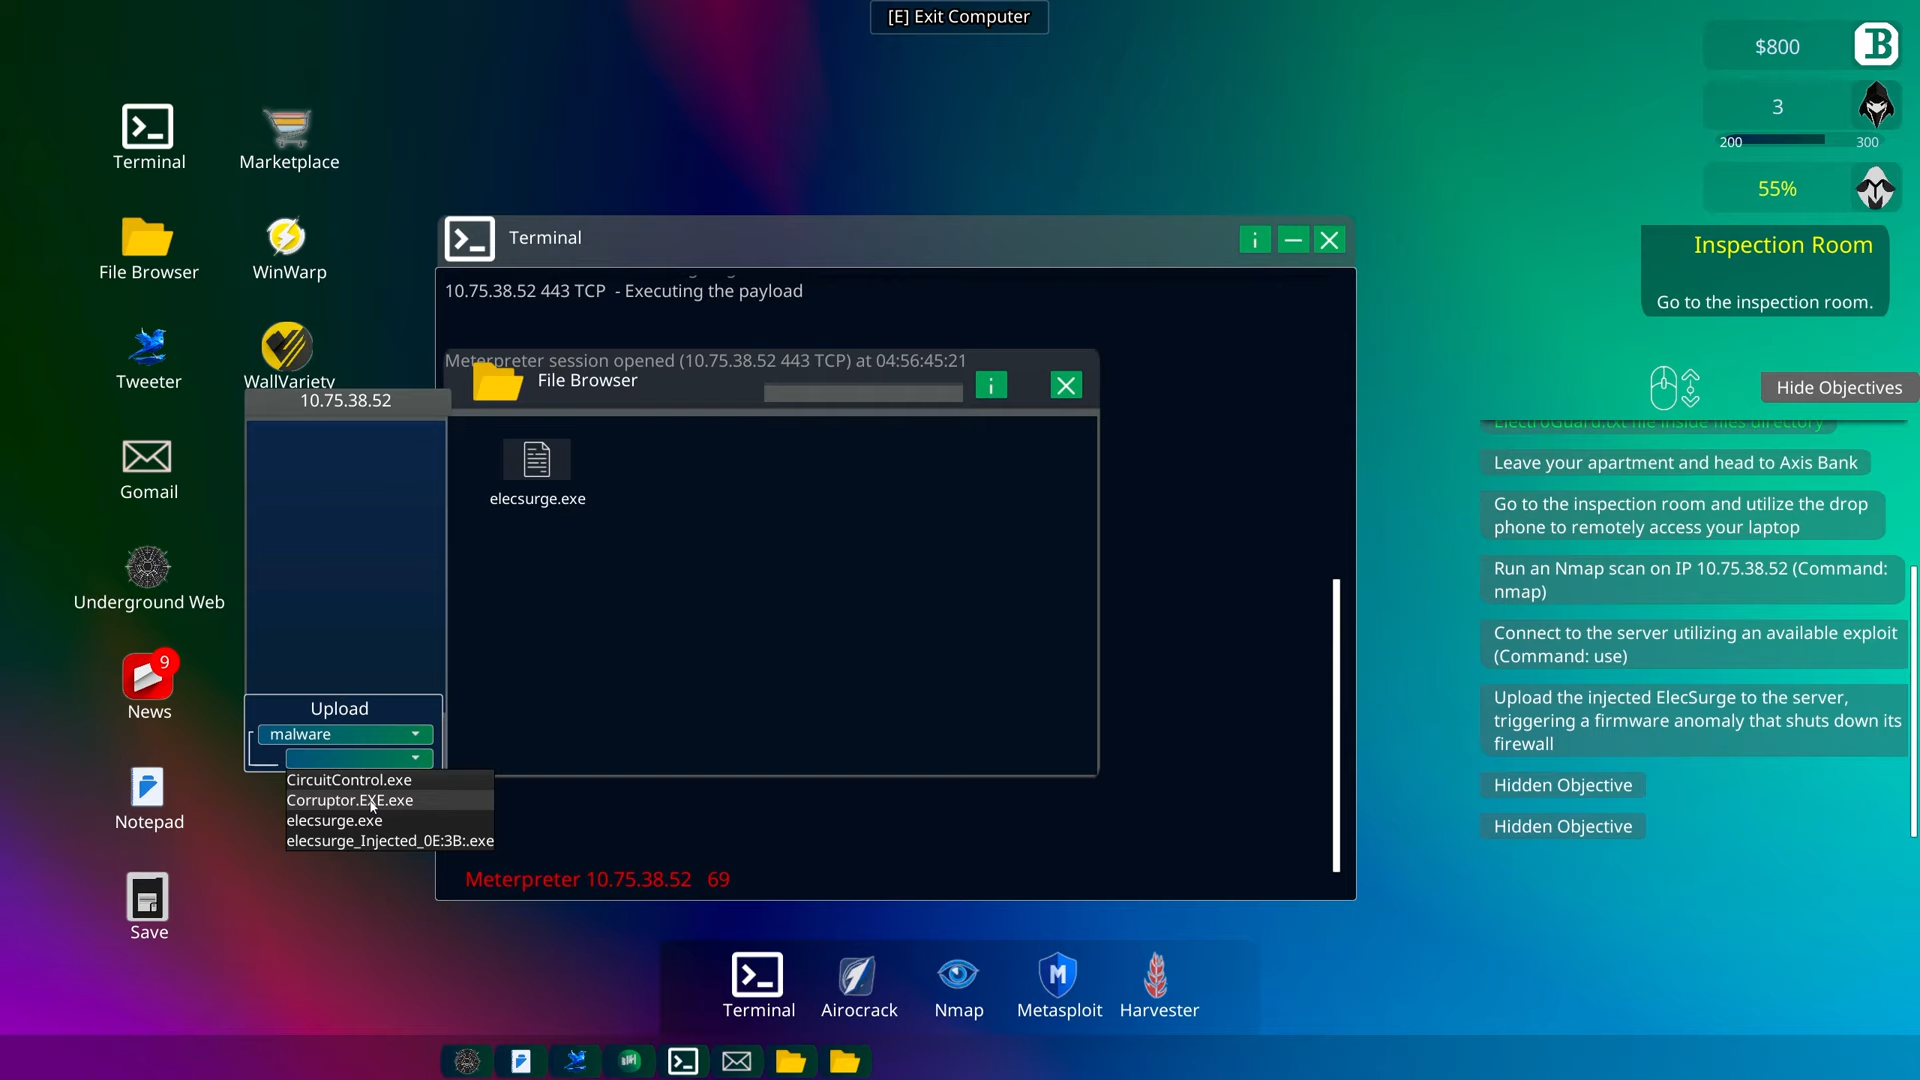 [E] Exit Computer
$800
3
200
300
55%
Inspection Room
Go to the inspection room.
Hide Objectives
ElectroGuard.txt file inside files directory
Leave your apartment and head to Axis Bank
Go to the inspection room and utilize the drop
phone to remotely access your laptop
Run an Nmap scan on IP 10.75.38.52 (Command:
nmap)
Connect to the server utilizing an available exploit
(Command: use)
Upload the injected ElecSurge to the server,
triggering a firmware anomaly that shuts down its
firewall
Hidden Objective
Hidden Objective
Terminal
Marketplace
File Browser
WinWarp
Tweeter
WallVariety
Gomail
Underground Web
9
News
Notepad
Save
Terminal
10.75.38.52 443 TCP - Executing the payload
Meterpreter session opened (10.75.38.52 443 TCP) at 04:56:45:21
File Browser
10.75.38.52
elecsurge.exe
Upload
malware
CircuitControl.exe
Corruptor.EXE.exe
elecsurge.exe
elecsurge_Injected_0E:3B:.exe
Meterpreter 10.75.38.52 69
Terminal
Airocrack
Nmap
Metasploit
Harvester